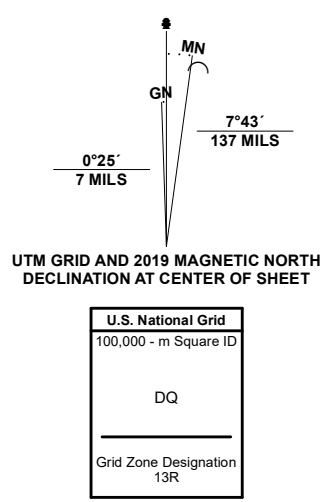 MN
GN
7°43´
137 MILS
0°25´
7 MILS
UTM GRID AND 2019 MAGNETIC NORTH
DECLINATION AT CENTER OF SHEET
U.S. National Grid
100,000 - m Square ID
DQ
Grid Zone Designation
13R